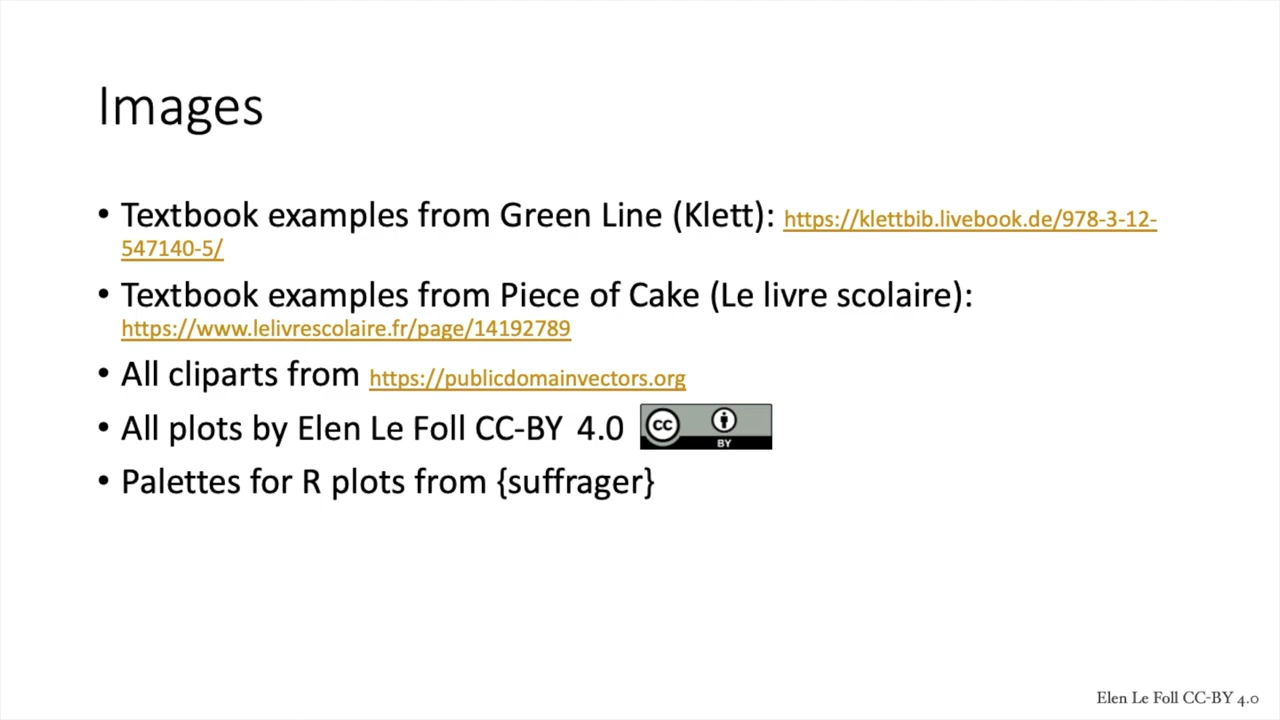 Images
• Textbook examples from Green Line (Klett): https://klettbib.livebook.de/978-3-12-
547140-5/
• Textbook examples from Piece of Cake (Le livre scolaire):
https://www.lelivrescolaire.fr/page/14192789
• All cliparts from https://publicdomainvectors.org
• All plots by Elen Le Foll CC-BY 4.0 CC BY
• Palettes for R plots from {suffrager}
Elen Le Foll CC-BY 4.0